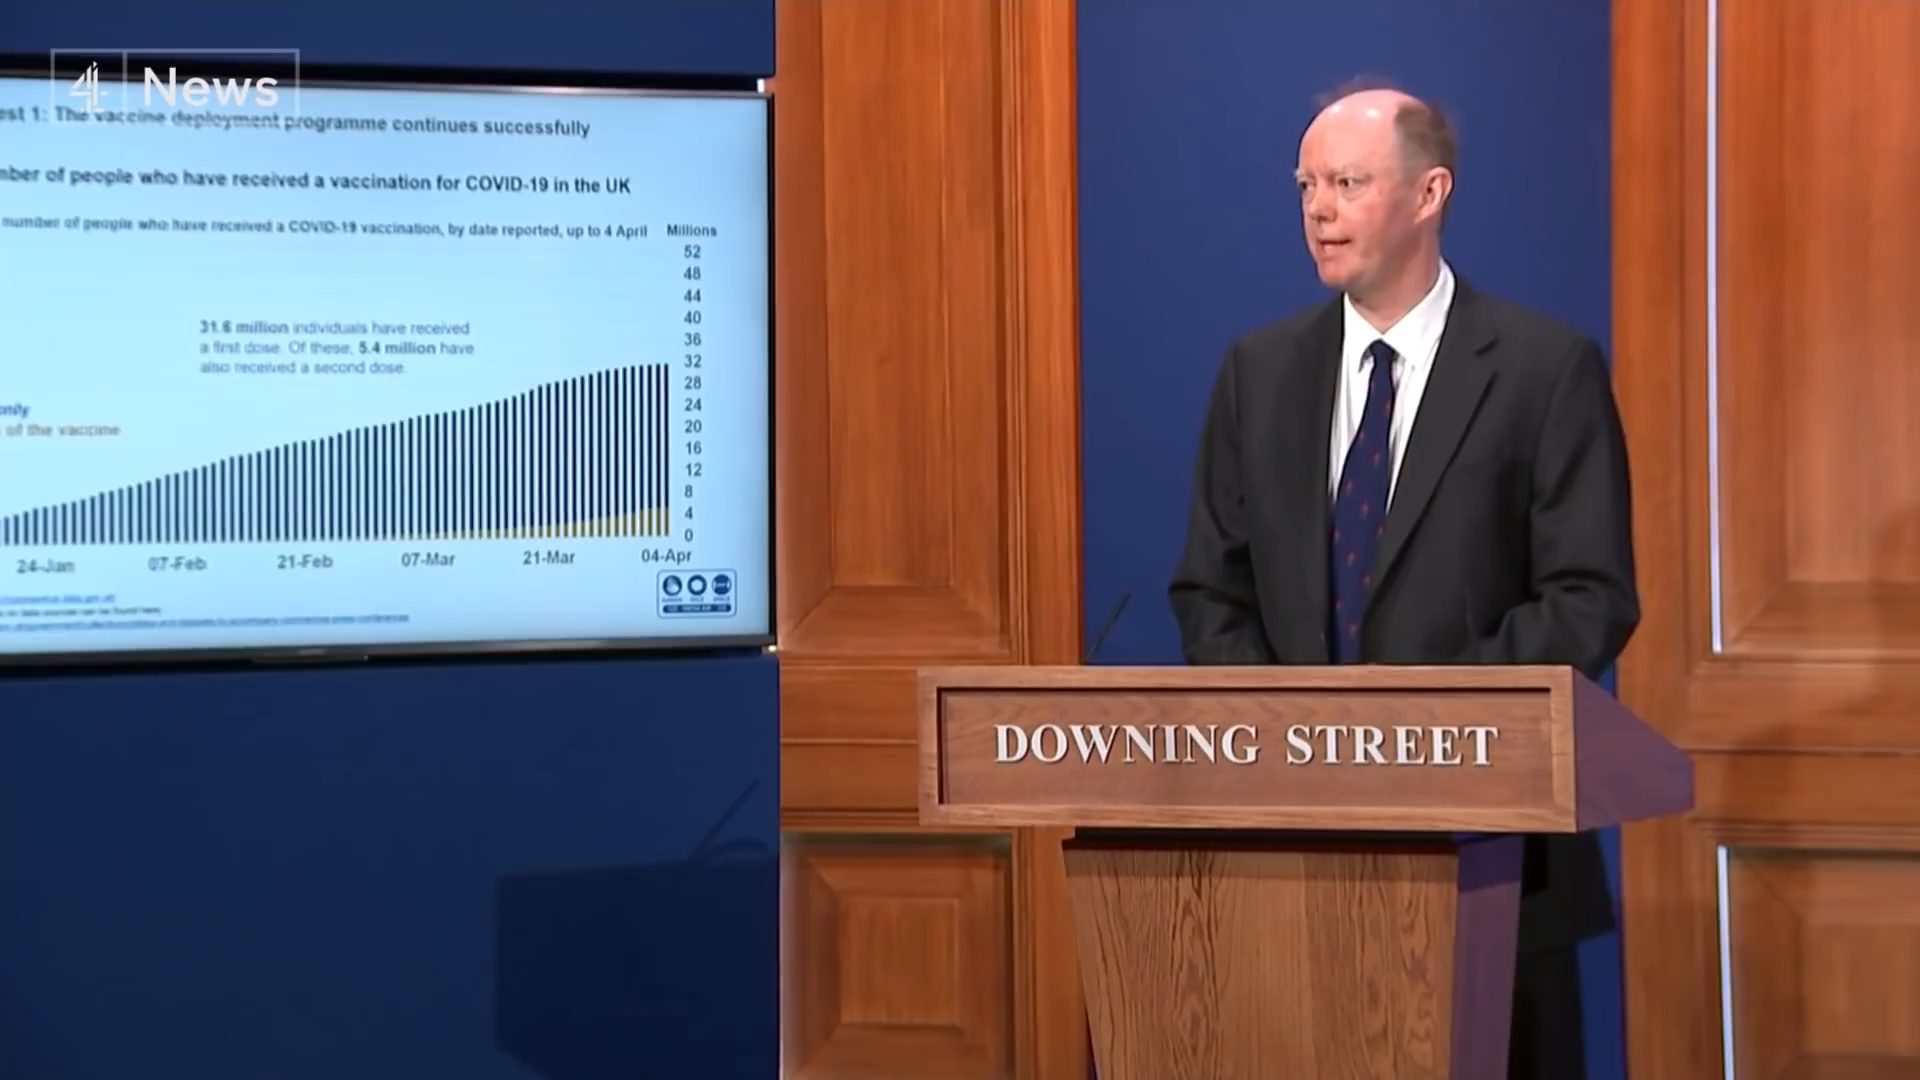 4 News
est 1: The vaccine deployment programme continues successfully
mber of people who have received a vaccination for COVID-19 in the UK
number of people who have received a COVID-19 vaccination, by date reported, up to 4 April
Millions
52
48
44
40
36
32
28
24
20
16
12
8
4
0
31.6 million individuals have received
a first dose. Of these, 5.4 million have
also received a second dose.
only
of the vaccine
24-Jan 07-Feb 21-Feb 07-Mar 21-Mar 04-Apr
DOWNING STREET